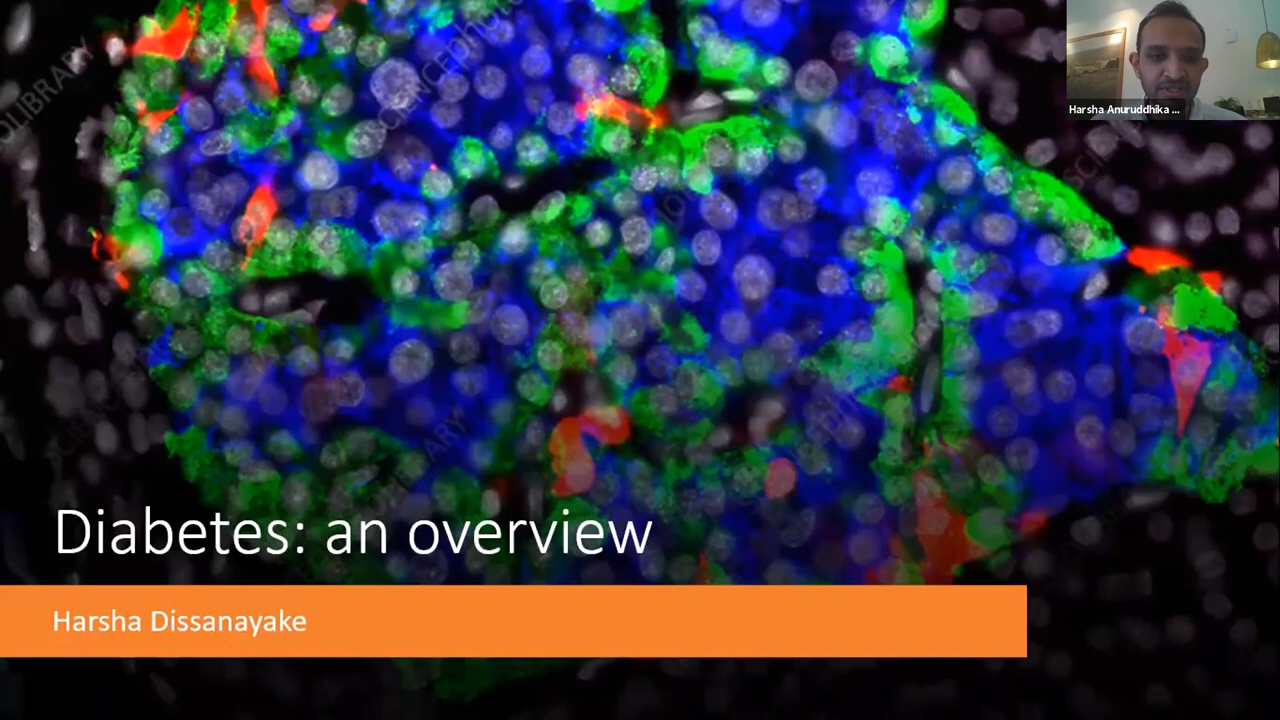 Harsha Anuruddhika ...
Diabetes: an overview
Harsha Dissanayake